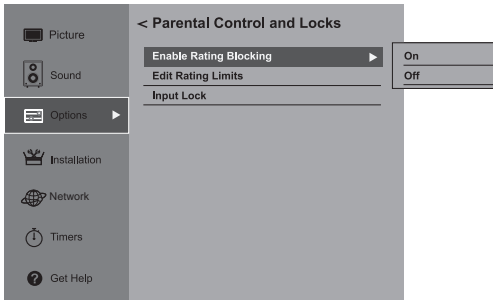 Picture
Sound
Options
Installation
Network
Timers
Get Help
< Parental Control and Locks
Enable Rating Blocking
Edit Rating Limits
Input Lock
On
Off